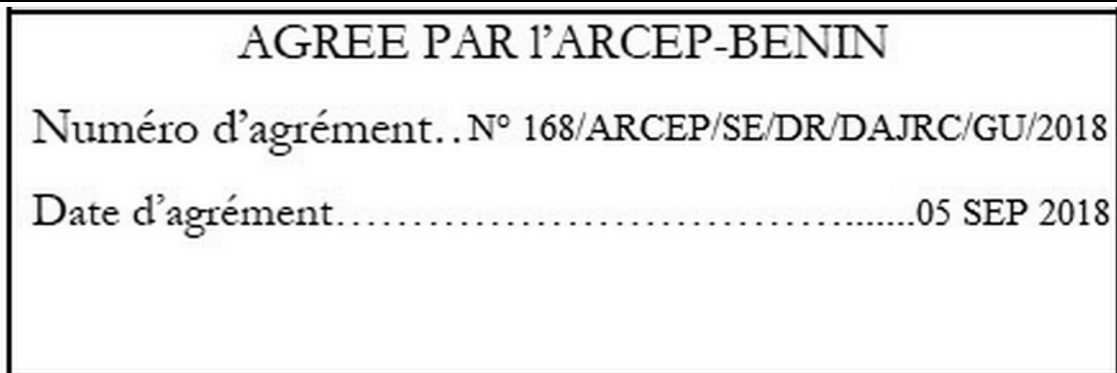 AGREE PAR l'ARCEP-BENIN
Numéro d'agrément..N° 168/ARCEP/SE/DR/DAJRC/GU/2018
Date d'agrément.......................................05 SEP 2018